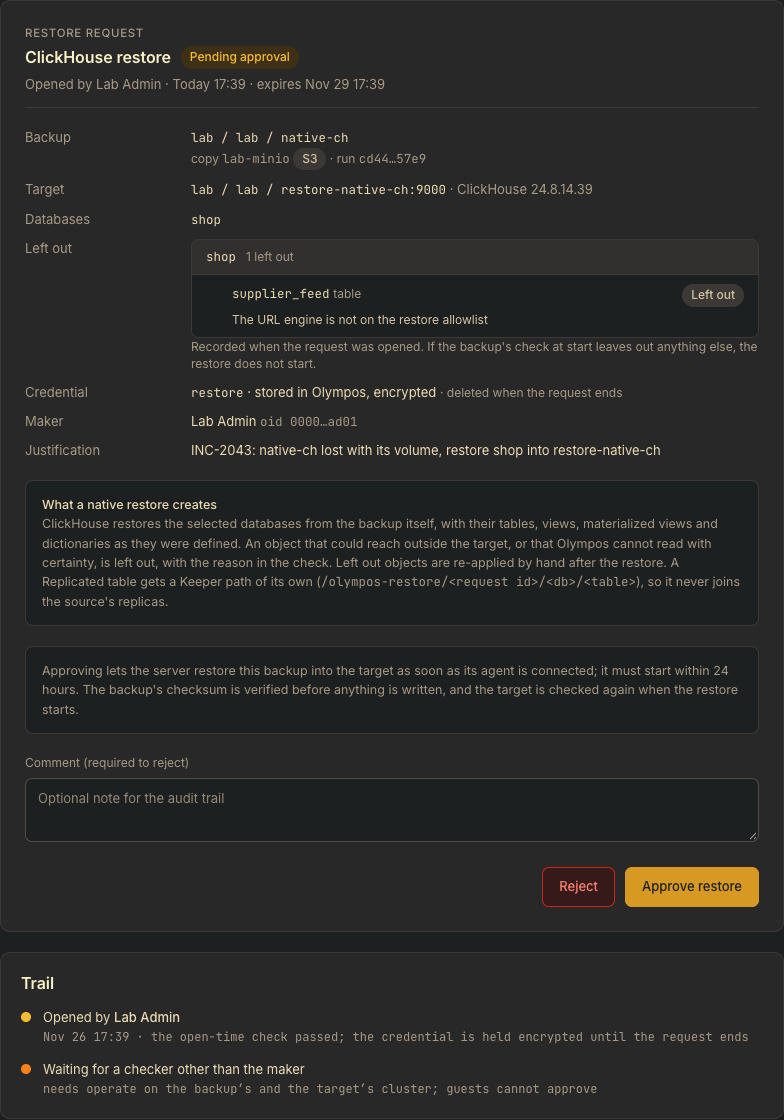 RESTORE REQUEST
ClickHouse restore Pending approval
Opened by Lab Admin · Today 17:39 · expires Nov 29 17:39
Backup lab / lab / native-ch
copy lab-minio S3 · run cd44…57e9
Target lab / lab / restore-native-ch:9000 · ClickHouse 24.8.14.39
Databases shop
Left out shop 1 left out
supplier_feed table Left out
The URL engine is not on the restore allowlist
Recorded when the request was opened. If the backup's check at start leaves out anything else, the
restore does not start.
Credential restore · stored in Olympos, encrypted · deleted when the request ends
Maker Lab Admin oid 0000…ad01
Justification INC-2043: native-ch lost with its volume, restore shop into restore-native-ch
What a native restore creates
ClickHouse restores the selected databases from the backup itself, with their tables, views, materialized views and
dictionaries as they were defined. An object that could reach outside the target, or that Olympos cannot read with
certainty, is left out, with the reason in the check. Left out objects are re-applied by hand after the restore. A
Replicated table gets a Keeper path of its own (/olympos-restore/<request id>/<db>/<table>), so it never joins
the source's replicas.
Approving lets the server restore this backup into the target as soon as its agent is connected; it must start within 24
hours. The backup's checksum is verified before anything is written, and the target is checked again when the restore
starts.
Comment (required to reject)
Optional note for the audit trail
Reject Approve restore
Trail
Opened by Lab Admin
Nov 26 17:39 · the open-time check passed; the credential is held encrypted until the request ends
Waiting for a checker other than the maker
needs operate on the backup’s and the target’s cluster; guests cannot approve